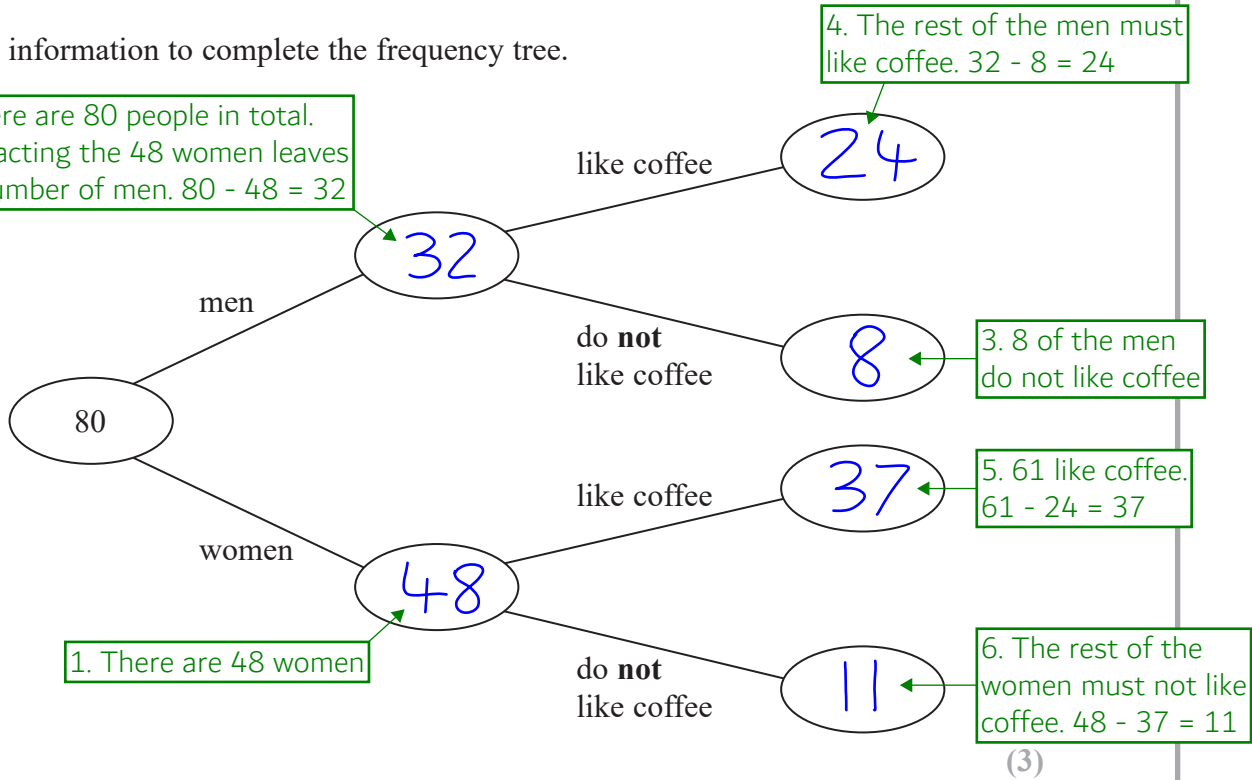 information to complete the frequency tree.
4. The rest of the men must
like coffee. 32 - 8 = 24
are 80 people in total.
the 48 women leaves
of men. 80 - 48 = 32
like coffee
24
32
men
do not
like coffee
8
3. 8 of the men
do not like coffee
80
like coffee
37
5. 61 like coffee.
61 - 24 = 37
women
48
1. There are 48 women
do not
like coffee
11
6. The rest of the
women must not like
coffee. 48 - 37 = 11
(3)